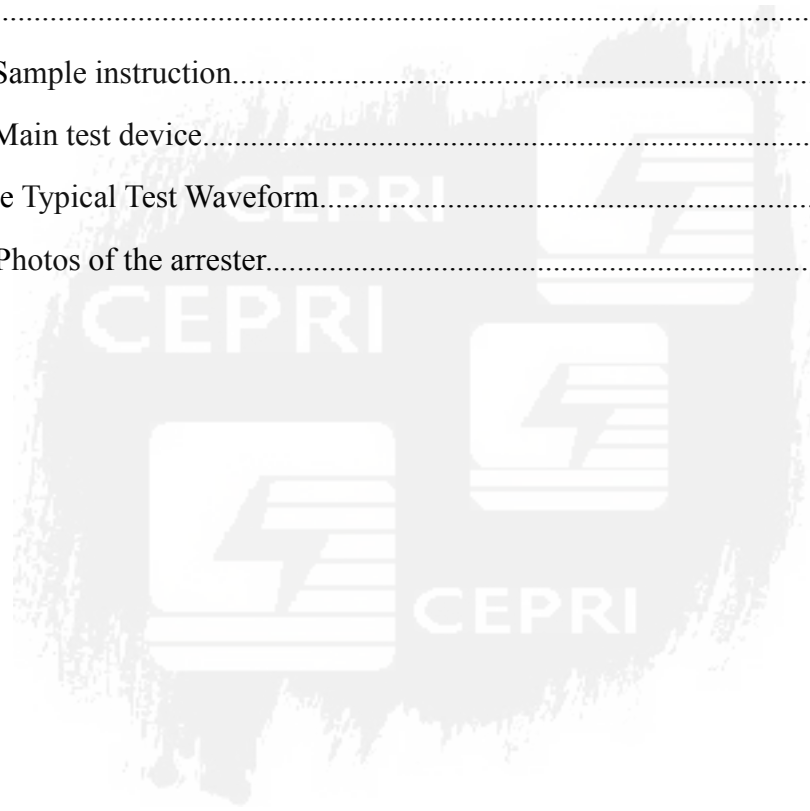 ....................................................................................................
Sample instruction.........................................................................
Main test device.............................................................................
e Typical Test Waveform..............................................................
Photos of the arrester.....................................................................
CEPRI
CEPRI
CEPRI